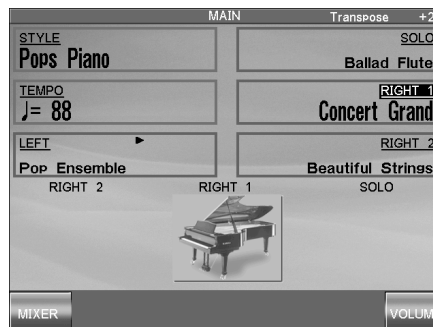 MAIN Transpose +2
STYLE SOLO
Pops Piano Ballad Flute
TEMPO RIGHT 1
♩= 88 Concert Grand
LEFT RIGHT 2
Pop Ensemble Beautiful Strings
RIGHT 2 RIGHT 1 SOLO
MIXER VOLUM